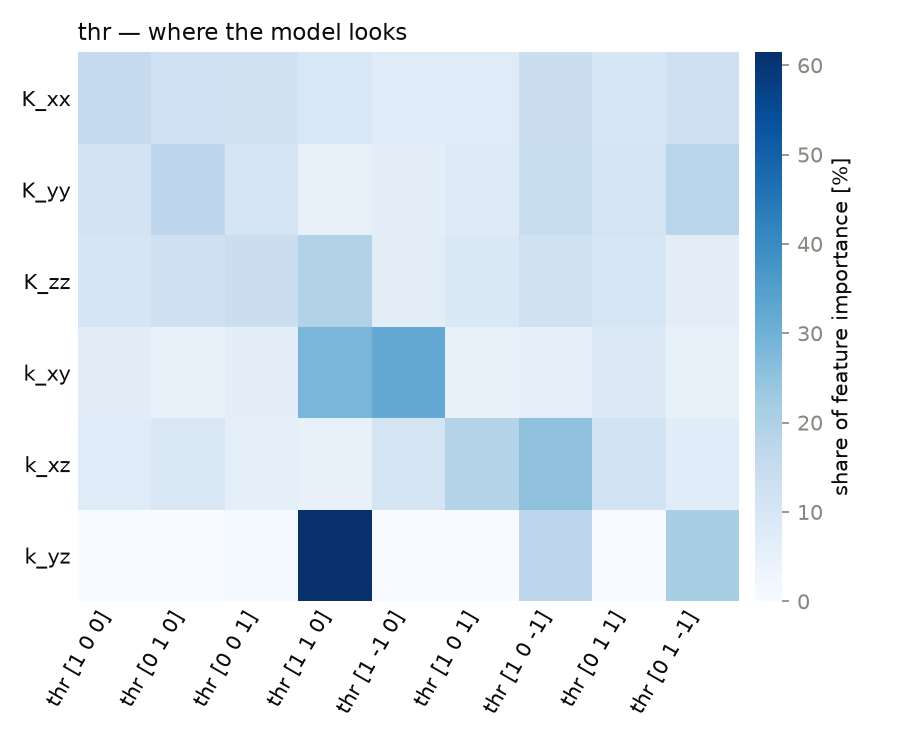 thr — where the model looks
K_xx
K_yy
K_zz
k_xy
k_xz
k_yz
thr [1 0 0]
thr [0 1 0]
thr [0 0 1]
thr [1 1 0]
thr [1 -1 0]
thr [1 0 1]
thr [1 0 -1]
thr [0 1 1]
thr [0 1 -1]
60
50
40
30
20
10
0
share of feature importance [%]